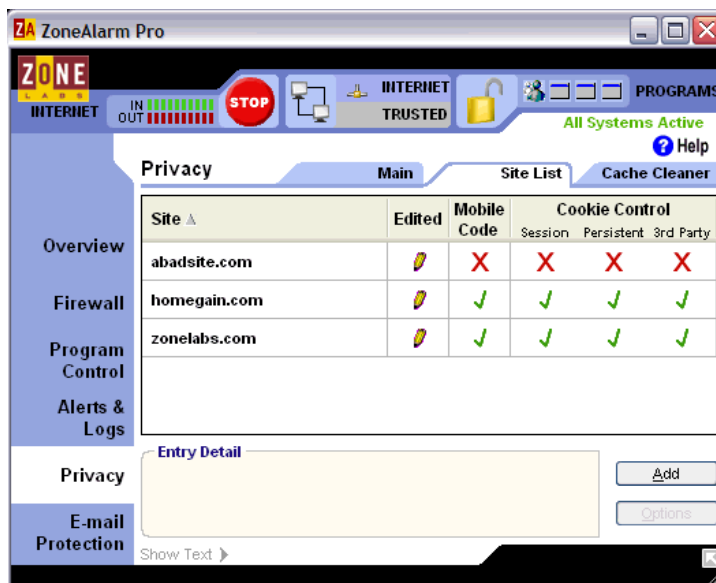 ZA ZoneAlarm Pro
ZONE
LABS
INTERNET
IN
OUT
STOP
INTERNET
TRUSTED
PROGRAMS
All Systems Active
? Help
Privacy
Main
Site List
Cache Cleaner
Site
Edited
Mobile
Code
Cookie Control
Session Persistent 3rd Party
abadsite.com
homegain.com
zonelabs.com
Overview
Firewall
Program
Control
Alerts &
Logs
Privacy
E-mail
Protection
Entry Detail
Add
Options
Show Text